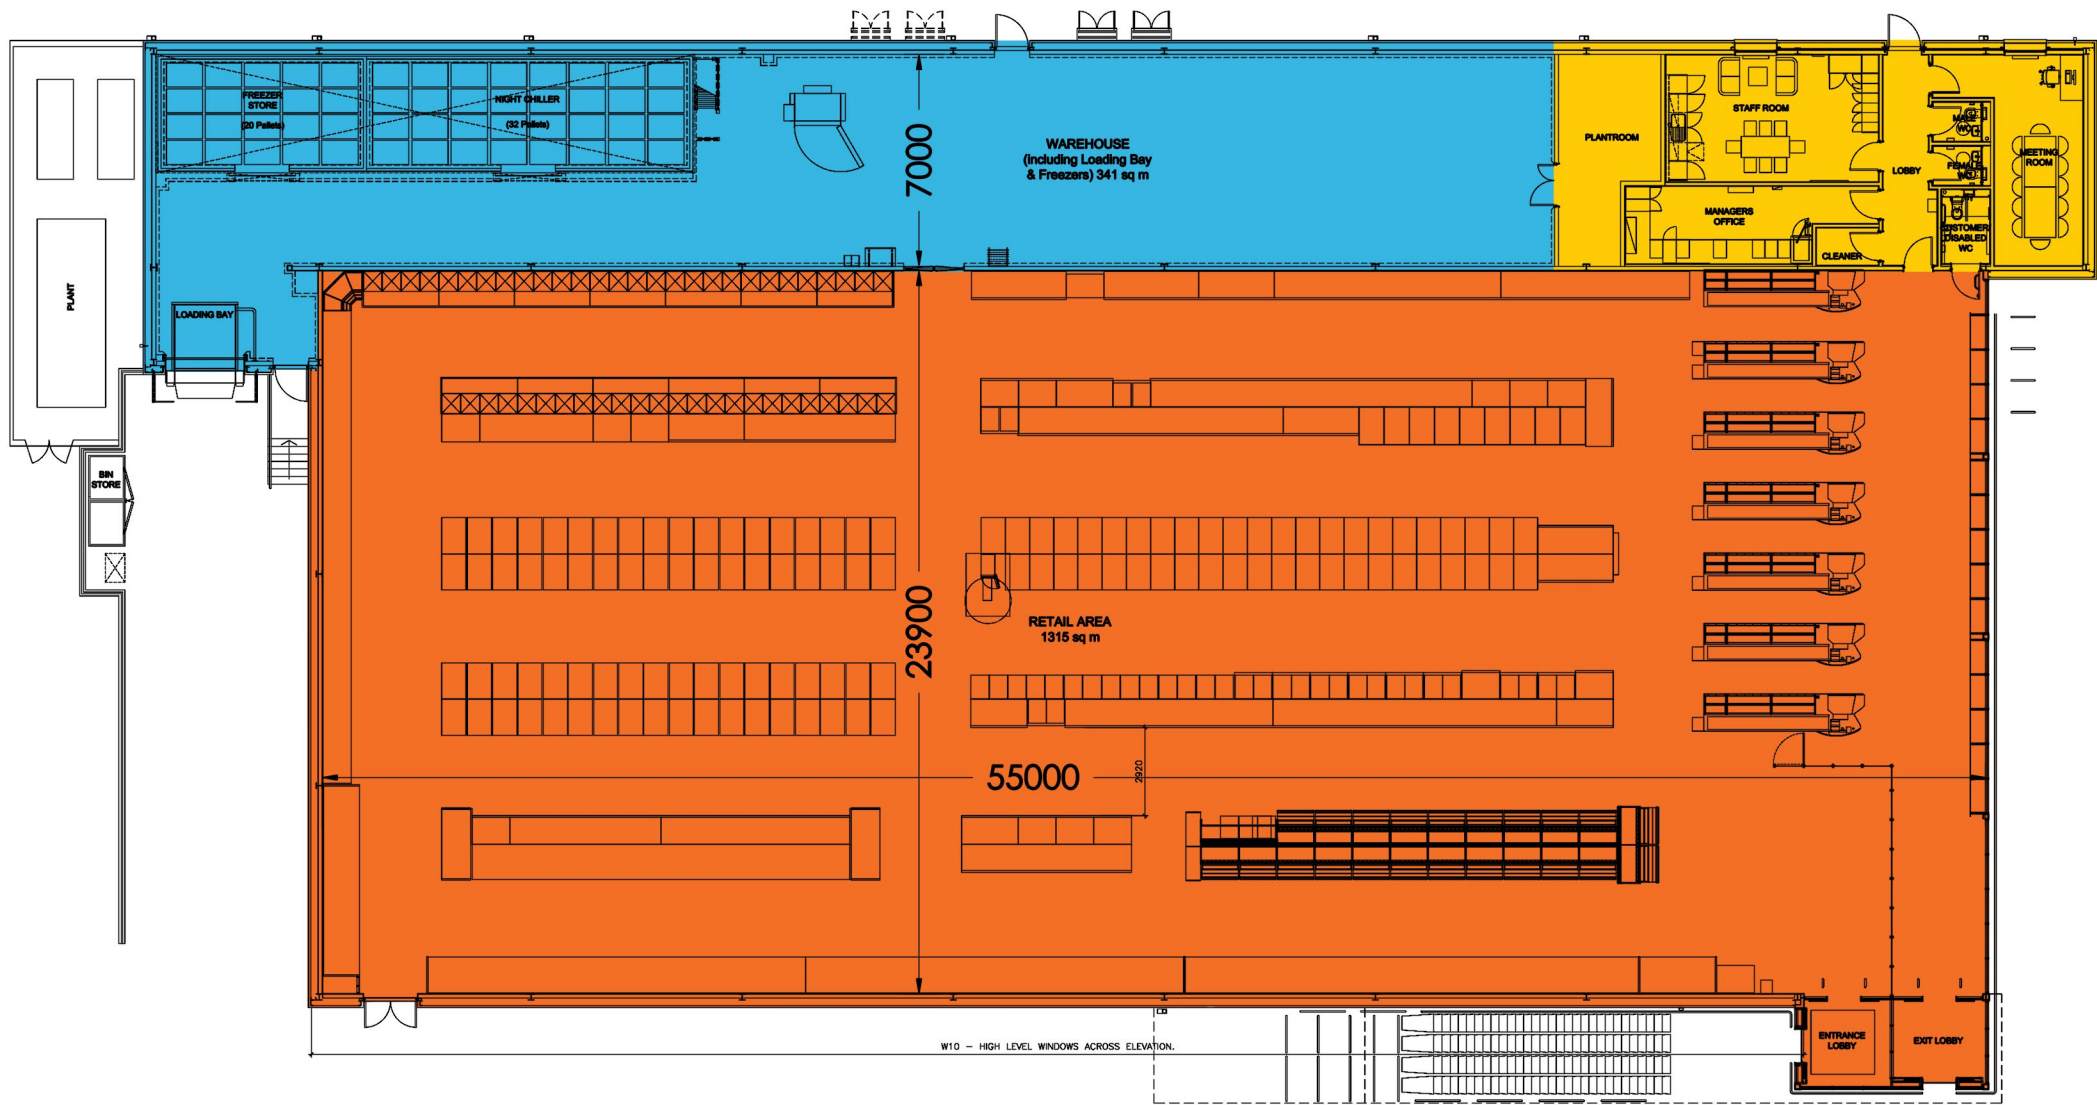 FREEZER
STORE
(20 Pallets)
NIGHT CHILLER
(32 Pallets)
7000
WAREHOUSE
(including Loading Bay
& Freezers) 341 sq m
PLANTROOM
STAFF ROOM
MANAGERS
OFFICE
CLEANER
LOBBY
MALE
WC
FEMALE
WC
CUSTOMER
DISABLED
WC
MEETING
ROOM
PLANT
LOADING BAY
BIN
STORE
23900
RETAIL AREA
1315 sq m
55000
2920
W10 - HIGH LEVEL WINDOWS ACROSS ELEVATION.
ENTRANCE
LOBBY
EXIT LOBBY